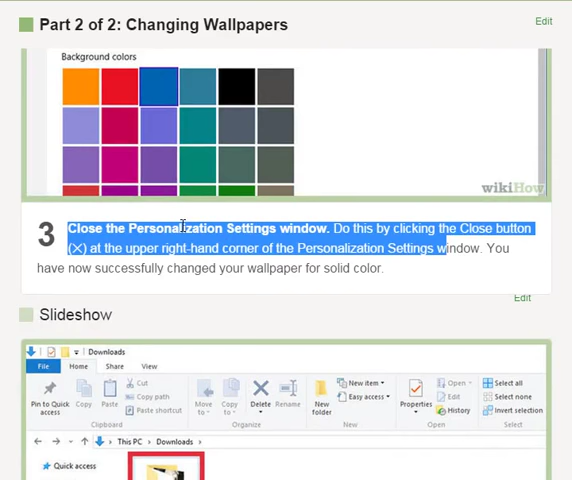 Part 2 of 2: Changing Wallpapers
Edit
Background colors
wikiHow
3
Close the Personalization Settings window. Do this by clicking the Close button
(✕) at the upper right-hand corner of the Personalization Settings window. You
have now successfully changed your wallpaper for solid color.
Edit
Slideshow
Downloads
File Home Share View
Pin to Quick access
Copy
Paste
Cut
Copy path
Paste shortcut
Clipboard
Move to
Copy to
Delete
Rename
Organize
New folder
New item
Easy access
New
Properties
Open
Edit
History
Open
Select all
Select none
Invert selection
Select
This PC > Downloads >
Quick access